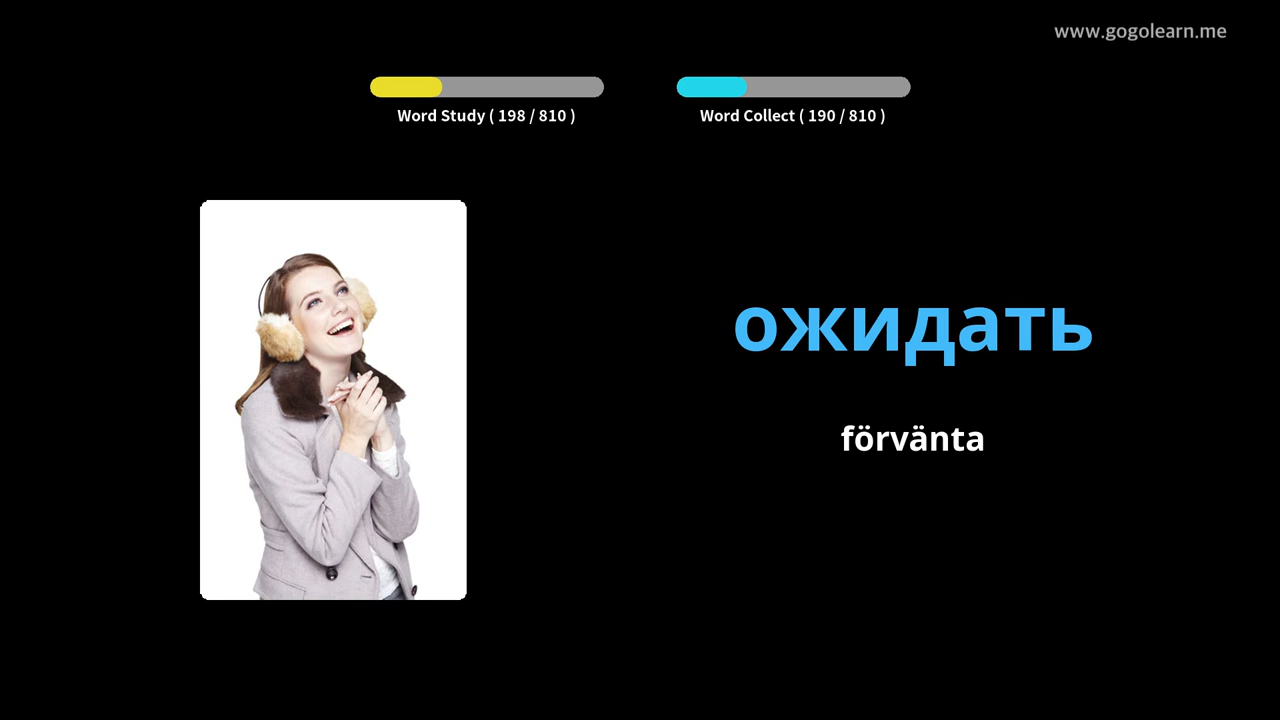 www.gogolearn.me
Word Study ( 198 / 810 )
Word Collect ( 190 / 810 )
ожидать
förvänta